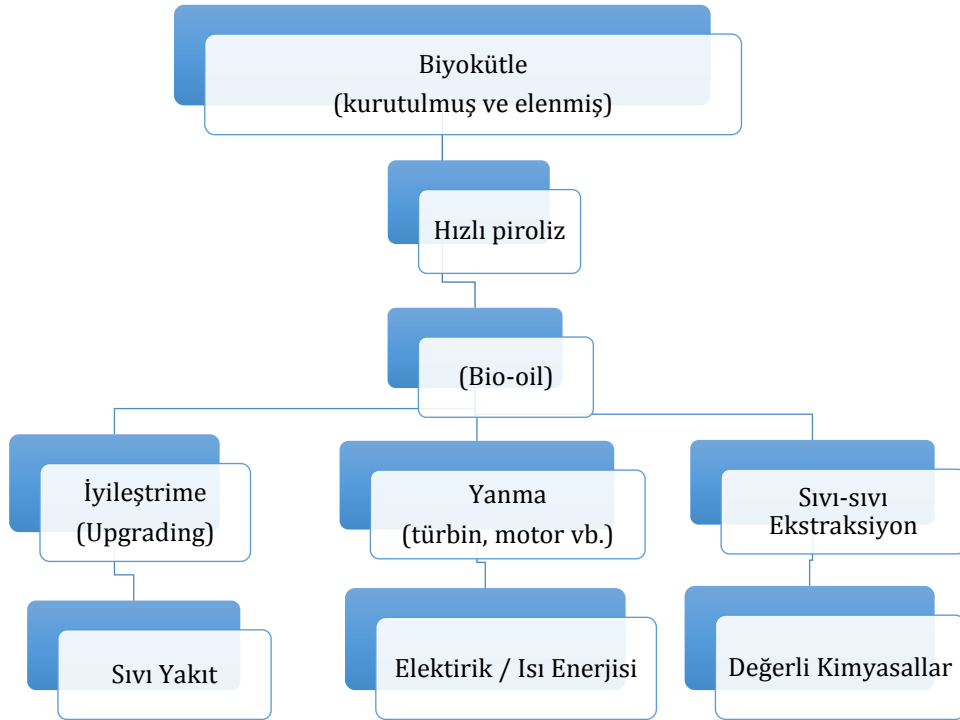 Biyokütle
(kurutulmuş ve elenmiş)
Hızlı piroliz
(Bio-oil)
İyileştrime
(Upgrading)
Yanma
(türbin, motor vb.)
Sıvı-sıvı
Ekstraksiyon
Sıvı Yakıt
Elektirik / Isı Enerjisi
Değerli Kimyasallar